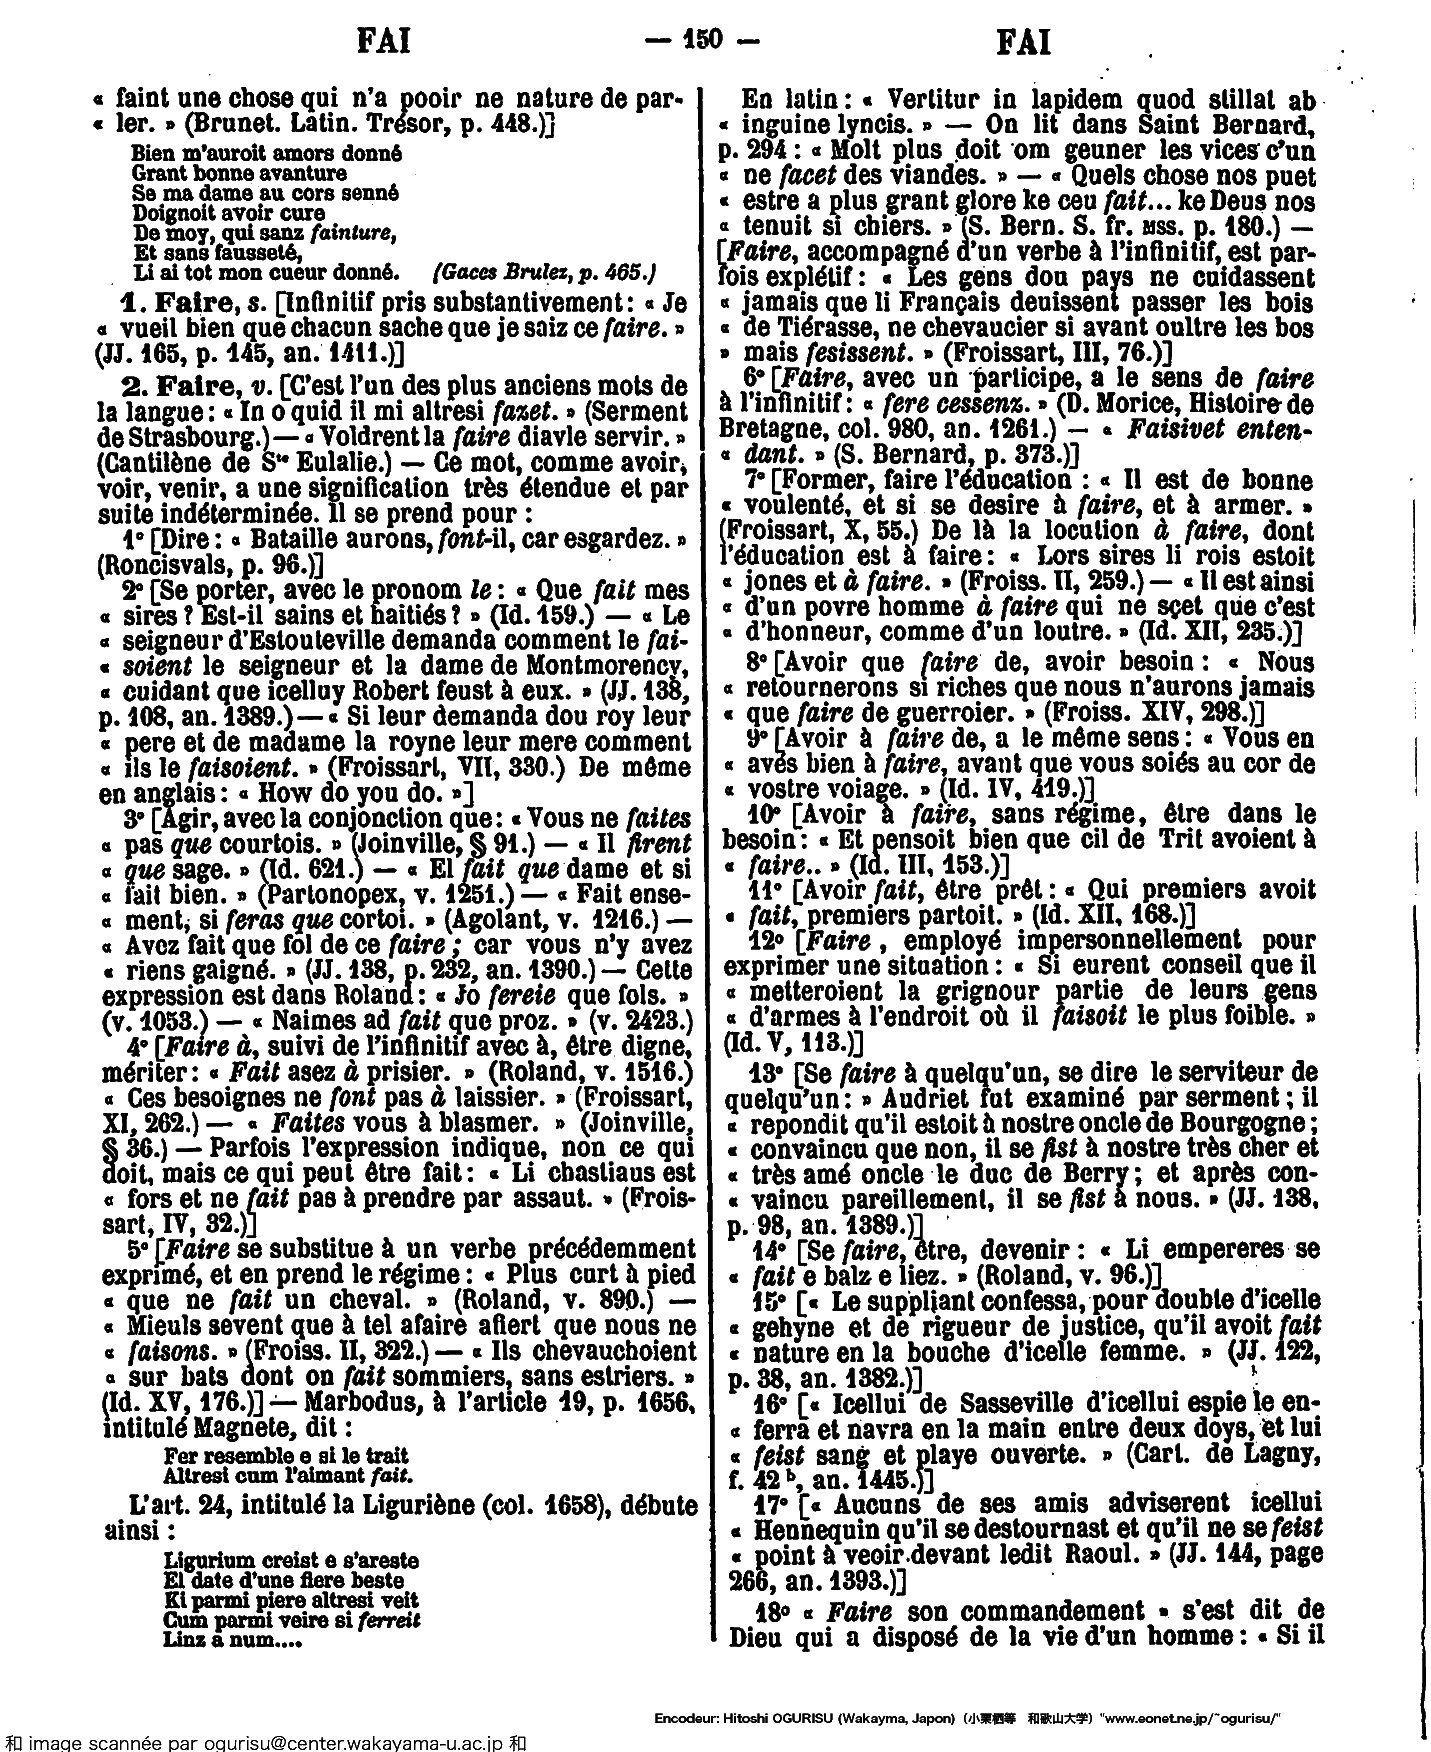 FAI
— 150 —
FAI
« faint une chose qui n'a pooir ne nature de par-
« ler. » (Brunet. Latin. Trésor, p. 448.)]
Bien m'auroit amors donné
Grant bonne avanture
Se ma dame au cors senné
Doignoit avoir cure
De moy, qui sanz fainture,
Et sans fausseté,
Li ai tot mon cueur donné. (Gaces Brulez, p. 465.)
1. Faire, s. [Infinitif pris substantivement : « Je
« vueil bien que chacun sache que je saiz ce faire. »
(JJ. 165, p. 145, an. 1411.)]
2. Faire, v. [C'est l'un des plus anciens mots de
la langue : « In o quid il mi altresi fazet. » (Serment
de Strasbourg.) — « Voldrent la faire diavle servir. »
(Cantilène de Ste Eulalie.) — Ce mot, comme avoir,
voir, venir, a une signification très étendue et par
suite indéterminée. Il se prend pour :
1° [Dire : « Bataille aurons, font-il, car esgardez. »
(Roncisvals, p. 96.)]
2° [Se porter, avec le pronom le : « Que fait mes
« sires ? Est-il sains et haitiés ? » (Id. 159.) — « Le
« seigneur d'Estouteville demanda comment le fai-
« soient le seigneur et la dame de Montmorency,
« cuidant que icelluy Robert feust à eux. » (JJ. 138,
p. 108, an. 1389.) — « Si leur demanda dou roy leur
« pere et de madame la royne leur mere comment
« ils le faisoient. » (Froissart, VII, 330.) De même
en anglais : « How do you do. »]
3° [Agir, avec la conjonction que : « Vous ne faites
« pas que courtois. » (Joinville, § 91.) — « Il firent
« que sage. » (Id. 621.) — « El fait que dame et si
« fait bien. » (Partonopex, v. 1251.) — « Fait ense-
« ment, si feras que cortoi. » (Agolant, v. 1216.) —
« Avez fait que fol de ce faire ; car vous n'y avez
« riens gaigné. » (JJ. 138, p. 232, an. 1390.) — Cette
expression est dans Roland : « Jo fereie que fols. »
(v. 1053.) — « Naimes ad fait que proz. » (v. 2423.)
4° [Faire à, suivi de l'infinitif avec à, être digne,
mériter : « Fait asez à prisier. » (Roland, v. 1516.)
« Ces besoignes ne font pas à laissier. » (Froissart,
XI, 262.) — « Faites vous à blasmer. » (Joinville,
§ 36.) — Parfois l'expression indique, non ce qui
doit, mais ce qui peut être fait : « Li chastiaus est
« fors et ne fait pas à prendre par assaut. » (Frois-
sart, IV, 32.)]
5° [Faire se substitue à un verbe précédemment
exprimé, et en prend le régime : « Plus curt à pied
« que ne fait un cheval. » (Roland, v. 890.) —
« Mieuls sevent que à tel afaire afiert que nous ne
« faisons. » (Froiss. II, 322.) — « Ils chevauchoient
« sur bats dont on fait sommiers, sans estriers. »
(Id. XV, 176.)] — Marbodus, à l'article 19, p. 1656,
intitulé Magnete, dit :
Fer resemble e si le trait
Altresi cum l'aimant fait.
L'art. 24, intitulé la Liguriène (col. 1658), débute
ainsi :
Ligurium creist e s'areste
El date d'une fiere beste
Ki parmi piere altresi veit
Cum parmi veire si ferreit
Linz a num....
En latin : « Vertitur in lapidem quod stillat ab
« inguine lyncis. » — On lit dans Saint Bernard,
p. 294 : « Molt plus doit om geuner les vices c'un
« ne facet des viandes. » — « Quels chose nos puet
« estre a plus grant glore ke ceu fait... ke Deus nos
« tenuit si chiers. » (S. Bern. S. fr. MSS. p. 180.) —
[Faire, accompagné d'un verbe à l'infinitif, est par-
fois explétif : « Les gens dou pays ne cuidassent
« jamais que li Français deuissent passer les bois
« de Tiérasse, ne chevaucier si avant oultre les bos
» mais fesissent. » (Froissart, III, 76.)]
6° [Faire, avec un participe, a le sens de faire
à l'infinitif : « fere cessenz. » (D. Morice, Histoire de
Bretagne, col. 980, an. 1261.) — « Faisivet enten-
« dant. » (S. Bernard, p. 373.)]
7° [Former, faire l'éducation : « Il est de bonne
« voulenté, et si se desire à faire, et à armer. »
(Froissart, X, 55.) De là la locution à faire, dont
l'éducation est à faire : « Lors sires li rois estoit
« jones et à faire. » (Froiss. II, 259.) — « Il est ainsi
« d'un povre homme à faire qui ne sçet que c'est
« d'honneur, comme d'un loutre. » (Id. XII, 235.)]
8° [Avoir que faire de, avoir besoin : « Nous
« retournerons si riches que nous n'aurons jamais
« que faire de guerroier. » (Froiss. XIV, 298.)]
9° [Avoir à faire de, a le même sens : « Vous en
« avés bien à faire, avant que vous soiés au cor de
« vostre voiage. » (Id. IV, 419.)]
10° [Avoir à faire, sans régime, être dans le
besoin : « Et pensoit bien que cil de Trit avoient à
« faire.. » (Id. III, 153.)]
11° [Avoir fait, être prêt : « Qui premiers avoit
« fait, premiers partoit. » (Id. XII, 168.)]
12° [Faire , employé impersonnellement pour
exprimer une situation : « Si eurent conseil que il
« metteroient la grignour partie de leurs gens
« d'armes à l'endroit où il faisoit le plus foible. »
(Id. V, 113.)]
13° [Se faire à quelqu'un, se dire le serviteur de
quelqu'un : » Audriet fut examiné par serment ; il
« repondit qu'il estoit à nostre oncle de Bourgogne ;
« convaincu que non, il se fist à nostre très cher et
« très amé oncle le duc de Berry ; et après con-
« vaincu pareillement, il se fist à nous. » (JJ. 138,
p. 98, an. 1389.)]
14° [Se faire, être, devenir : « Li empereres se
« fait e balz e liez. » (Roland, v. 96.)]
15° [« Le suppliant confessa, pour double d'icelle
« gehyne et de rigueur de justice, qu'il avoit fait
« nature en la bouche d'icelle femme. » (JJ. 122,
p. 38, an. 1382.)]
16° [« Icellui de Sasseville d'icellui espie le en-
« ferra et navra en la main entre deux doys, et lui
« feist sang et playe ouverte. » (Cart. de Lagny,
f. 42 b, an. 1445.)]
17° [« Aucuns de ses amis adviserent icellui
« Hennequin qu'il se destournast et qu'il ne se feist
« point à veoir devant ledit Raoul. » (JJ. 144, page
266, an. 1393.)]
18° « Faire son commandement » s'est dit de
Dieu qui a disposé de la vie d'un homme : « Si il
Encodeur: Hitoshi OGURISU (Wakayma, Japon) (小栗栖等 和歌山大学) "www.eonet.ne.jp/~ogurisu/"
和 image scannée par ogurisu@center.wakayama-u.ac.jp 和